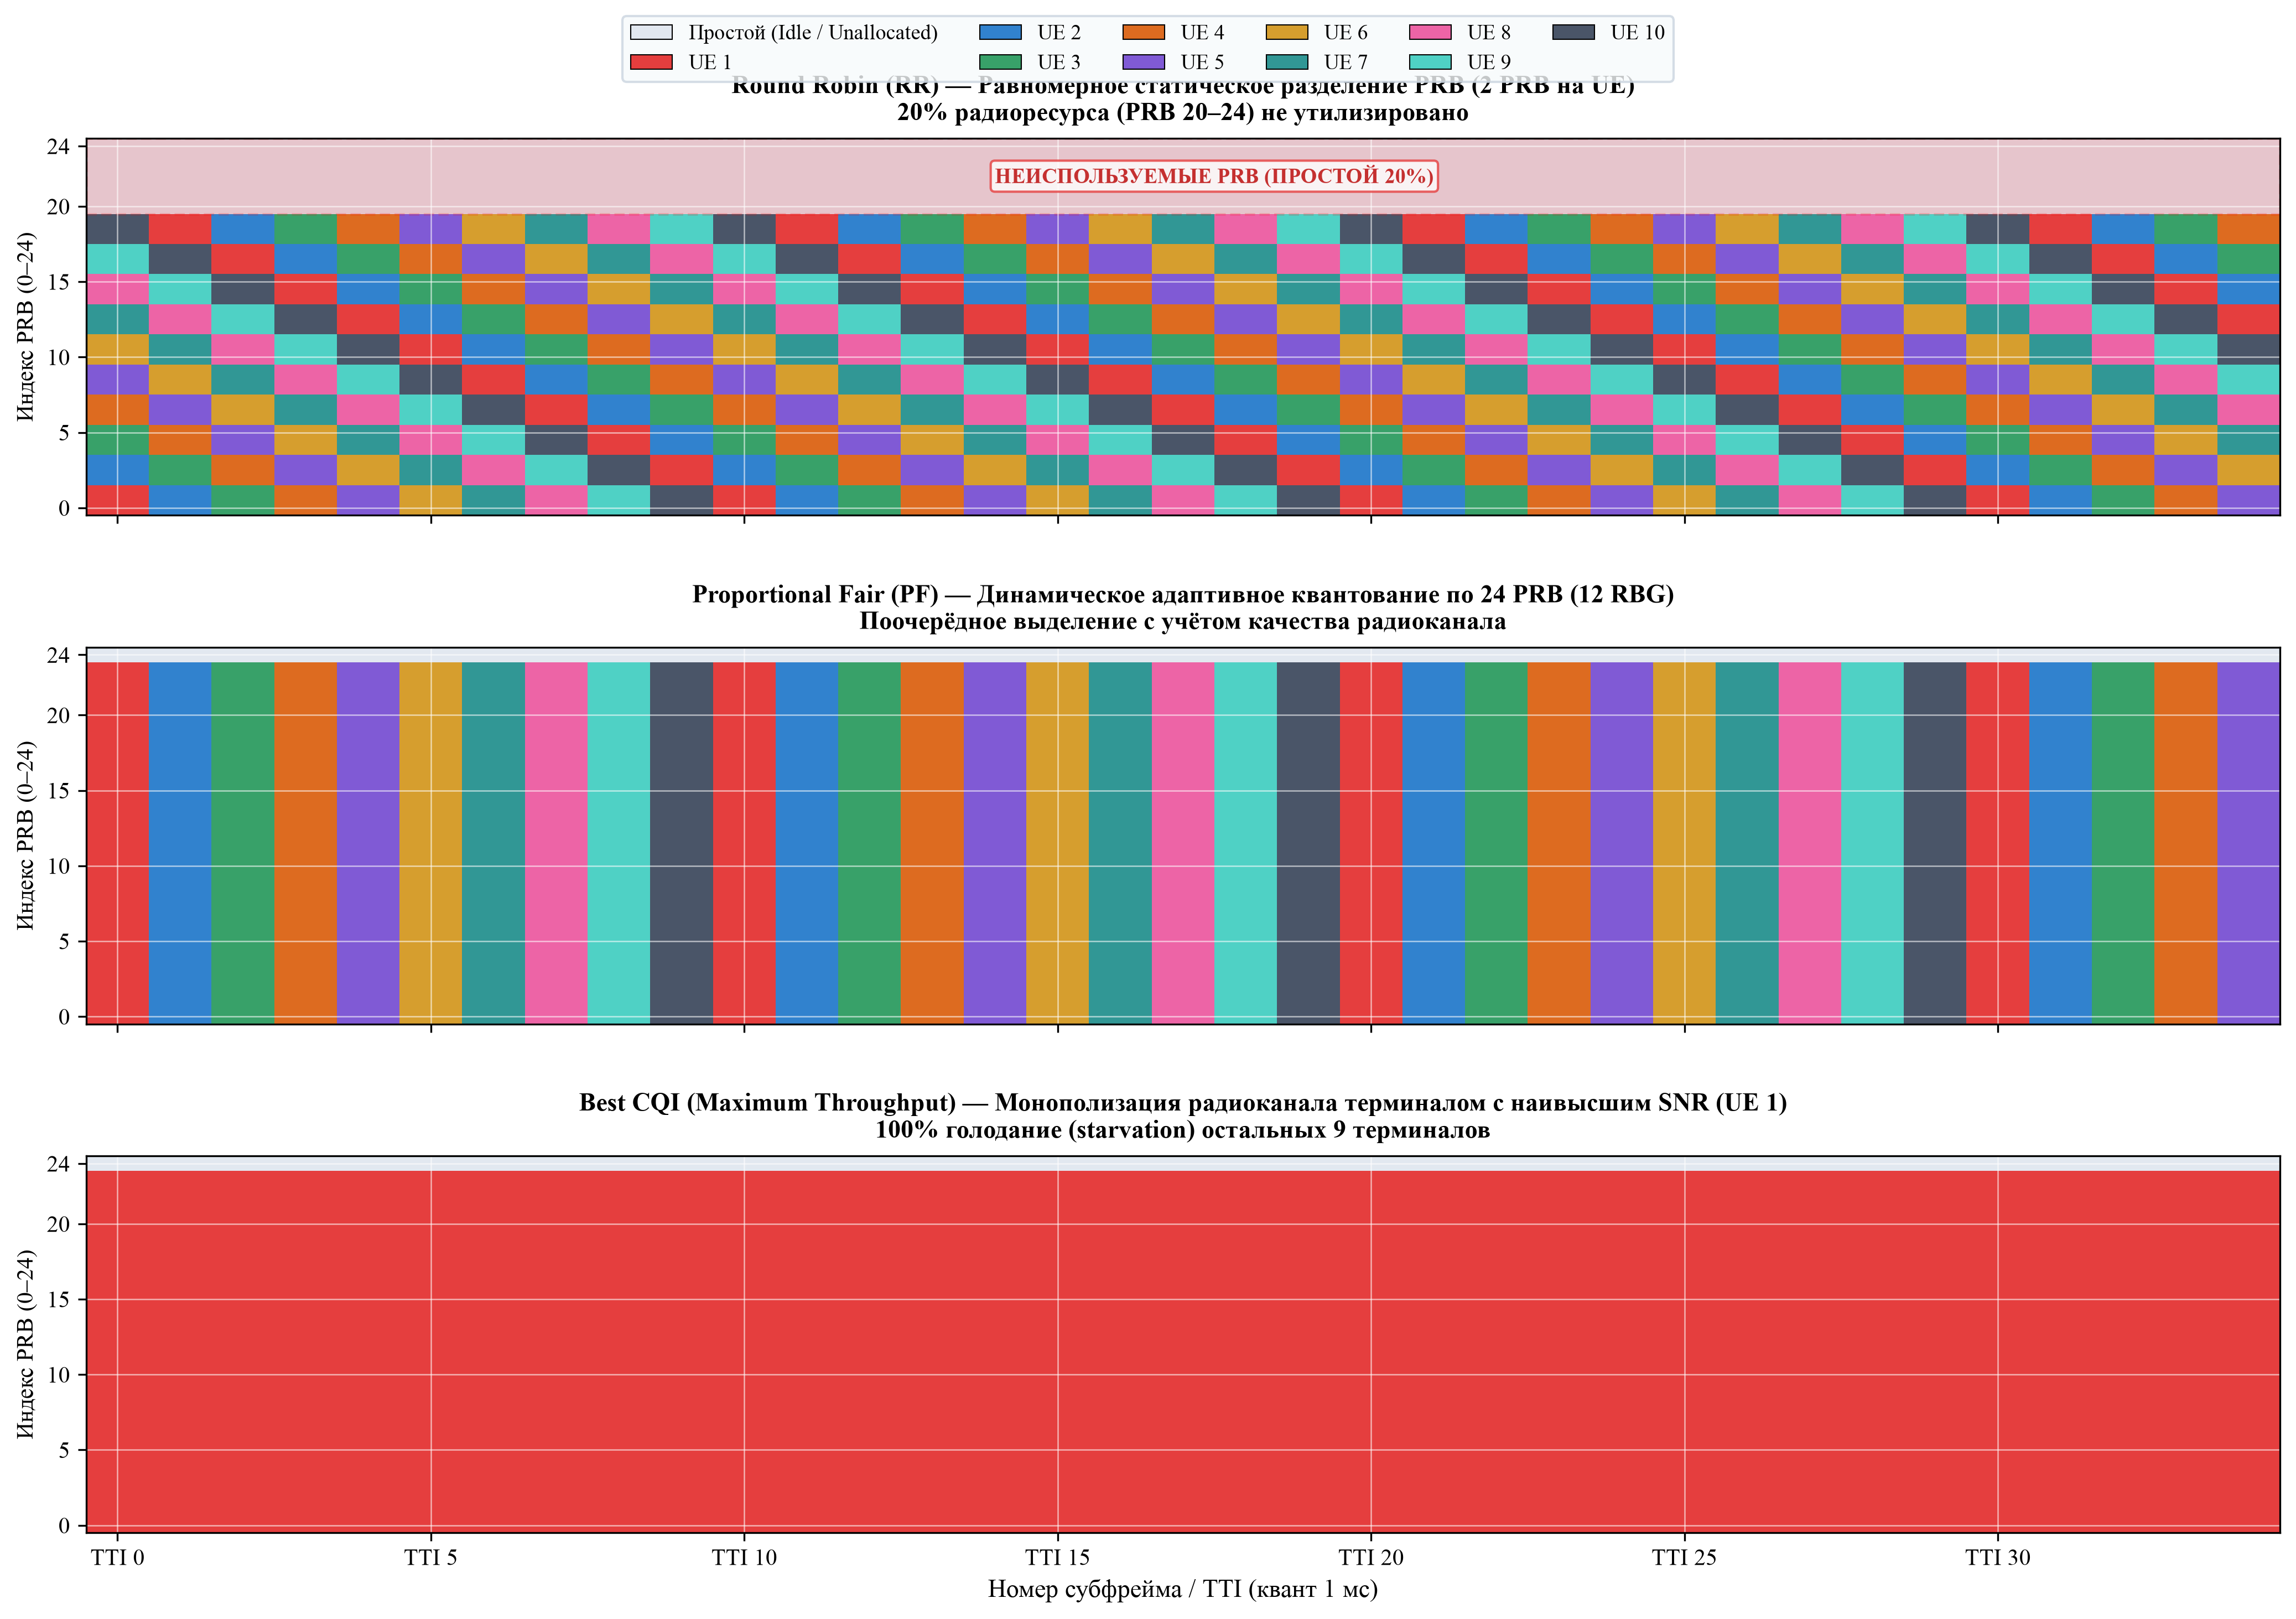 Простой (Idle / Unallocated) UE 2 UE 4 UE 6 UE 8 UE 10
UE 1 UE 3 UE 5 UE 7 UE 9
Round Robin (RR) — Равномерное статическое разделение PRB (2 PRB на UE)
20% радиоресурса (PRB 20–24) не утилизировано
НЕИСПОЛЬЗУЕМЫЕ PRB (ПРОСТОЙ 20%)
Индекс PRB (0–24)
24
20
15
10
5
0
Proportional Fair (PF) — Динамическое адаптивное квантование по 24 PRB (12 RBG)
Поочерёдное выделение с учётом качества радиоканала
Индекс PRB (0–24)
24
20
15
10
5
0
Best CQI (Maximum Throughput) — Монополизация радиоканала терминалом с наивысшим SNR (UE 1)
100% голодание (starvation) остальных 9 терминалов
Индекс PRB (0–24)
24
20
15
10
5
0
TTI 0 TTI 5 TTI 10 TTI 15 TTI 20 TTI 25 TTI 30
Номер субфрейма / TTI (квант 1 мс)